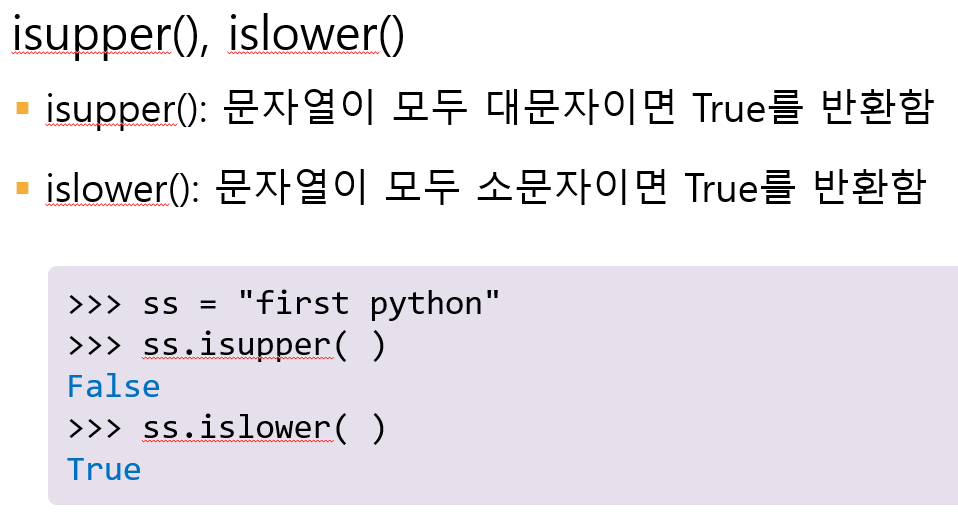 isupper(), islower()
isupper(): 문자열이 모두 대문자이면 True를 반환함
islower(): 문자열이 모두 소문자이면 True를 반환함
>>> ss = "first python"
>>> ss.isupper( )
False
>>> ss.islower( )
True